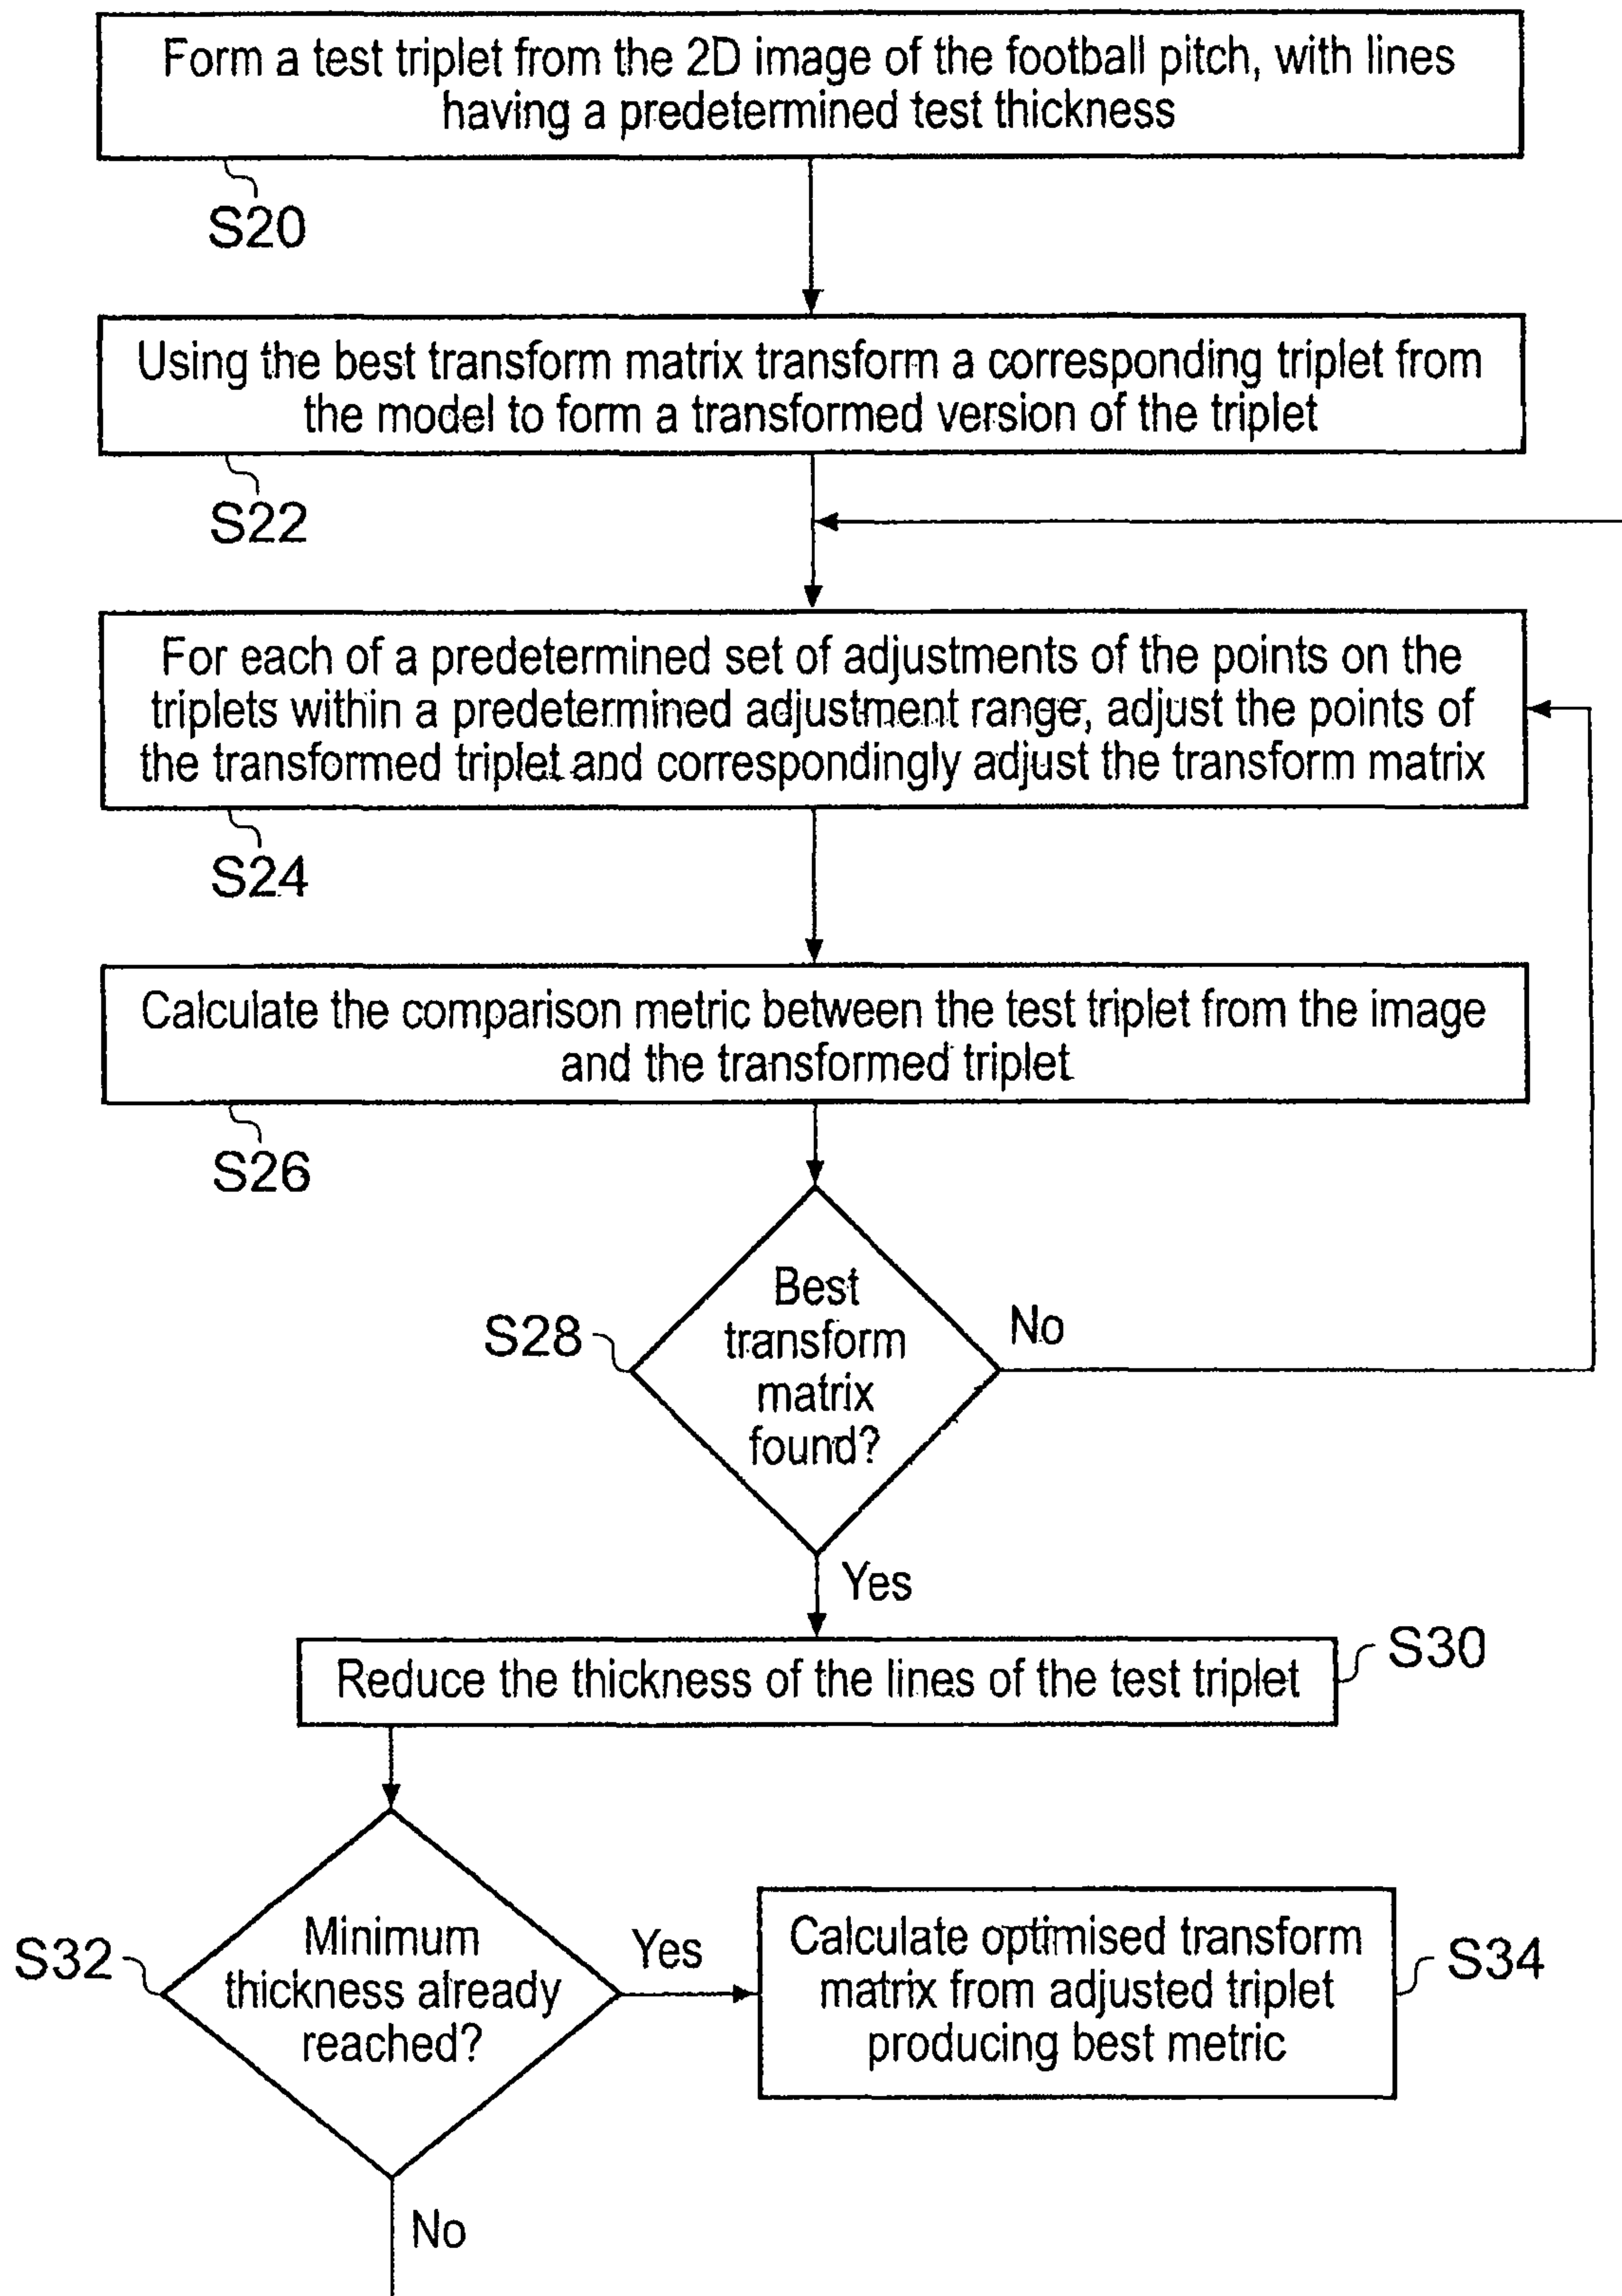 Form a test triplet from the 2D image of the football pitch, with lines
having a predetermined test thickness
S20
Using the best transform matrix transform a corresponding triplet from
the model to form a transformed version of the triplet
S22
For each of a predetermined set of adjustments of the points on the
triplets within a predetermined adjustment range, adjust the points of
the transformed triplet and correspondingly adjust the transform matrix
S24
Calculate the comparison metric between the test triplet from the image
and the transformed triplet
S26
Best
transform
matrix
found?
S28
No
Yes
Reduce the thickness of the lines of the test triplet
S30
Minimum
thickness already
reached?
S32
Yes
Calculate optimised transform
matrix from adjusted triplet
producing best metric
S34
No